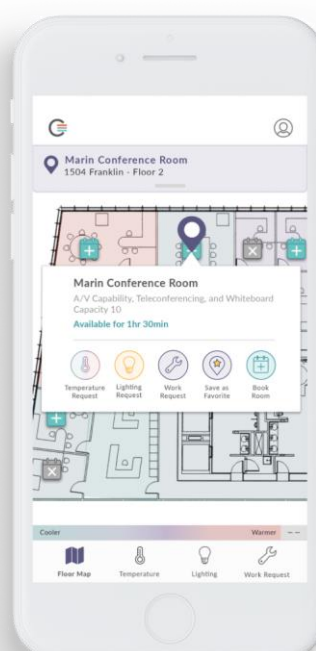 Marin Conference Room
1504 Franklin - Floor 2
Marin Conference Room
A/V Capability, Teleconferencing, and Whiteboard
Capacity 10
Available for 1hr 30min
Temperature Request
Lighting Request
Work Request
Save as Favorite
Book Room
Cooler
Warmer
Floor Map
Temperature
Lighting
Work Request